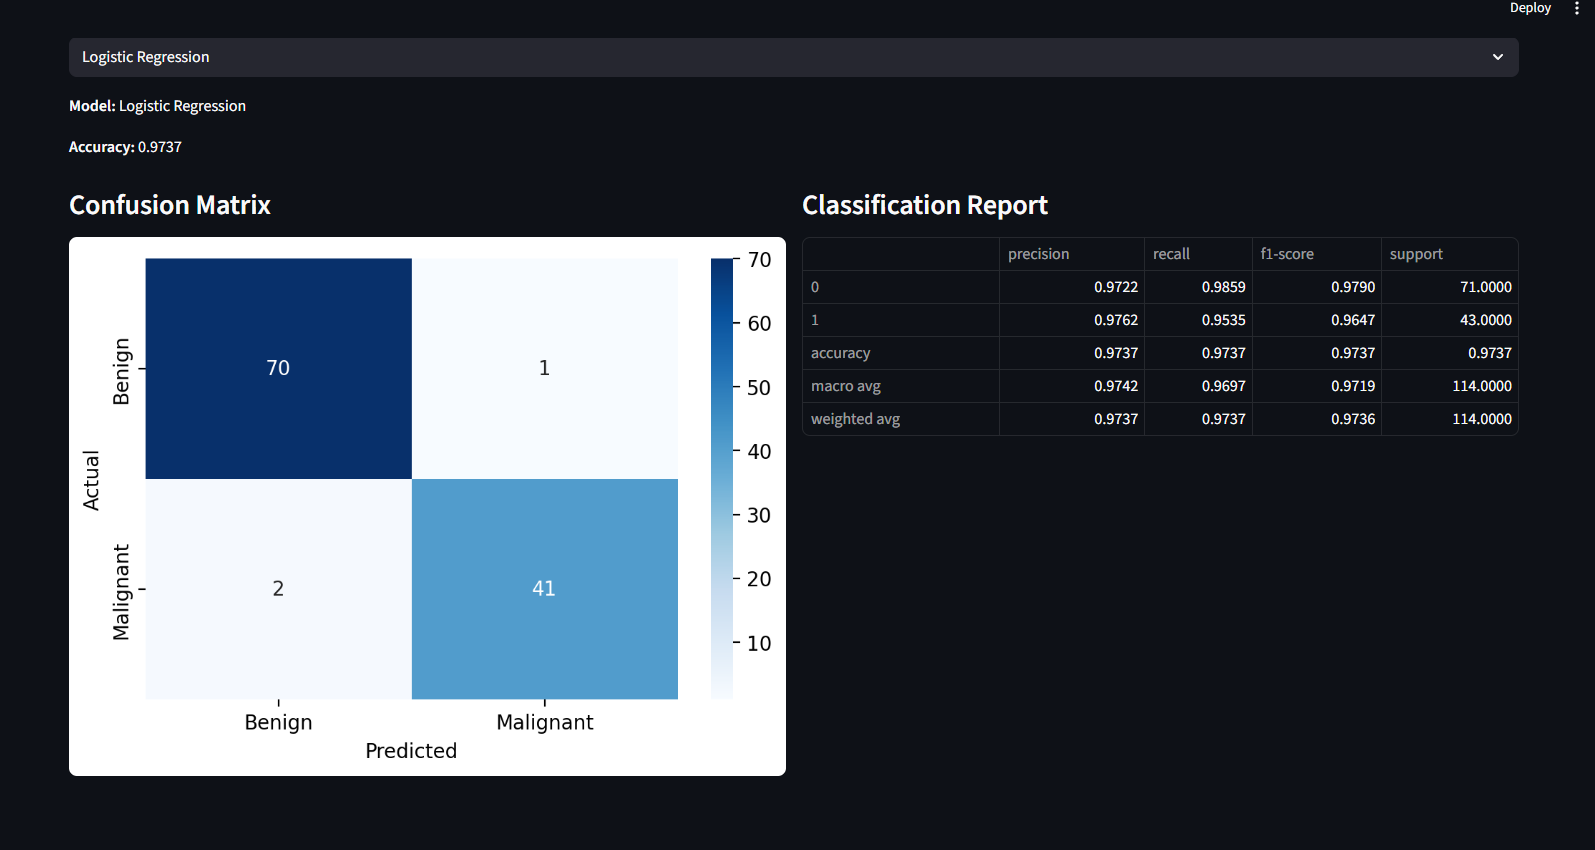 Deploy
Logistic Regression
Model: Logistic Regression
Accuracy: 0.9737
Confusion Matrix
70
1
2
41
Benign
Malignant
Actual
Benign
Malignant
Predicted
70
60
50
40
30
20
10
Classification Report
precision recall f1-score support
0 0.9722 0.9859 0.9790 71.0000
1 0.9762 0.9535 0.9647 43.0000
accuracy 0.9737 0.9737 0.9737 0.9737
macro avg 0.9742 0.9697 0.9719 114.0000
weighted avg 0.9737 0.9737 0.9736 114.0000